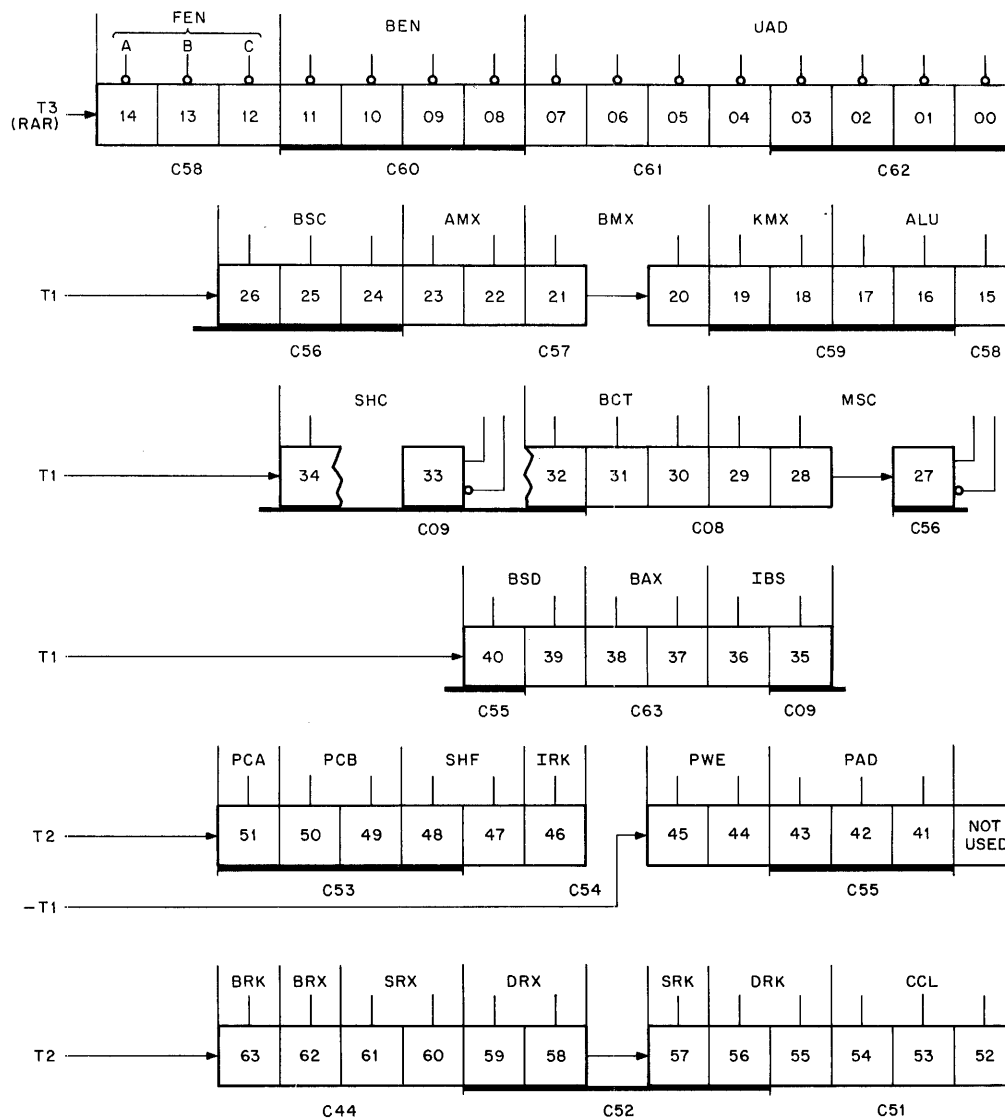 FEN BEN UAD
A B C
T3 (RAR) 14 13 12 11 10 09 08 07 06 05 04 03 02 01 00
C58 C60 C61 C62
BSC AMX BMX KMX ALU
T1 26 25 24 23 22 21 20 19 18 17 16 15
C56 C57 C59 C58
SHC BCT MSC
T1 34 33 32 31 30 29 28 27
C09 C08 C56
BSD BAX IBS
T1 40 39 38 37 36 35
C55 C63 C09
PCA PCB SHF IRK PWE PAD
T2 51 50 49 48 47 46 45 44 43 42 41 NOT USED
C53 C54 C55
-T1
BRK BRX SRX DRX SRK DRK CCL
T2 63 62 61 60 59 58 57 56 55 54 53 52
C44 C52 C51